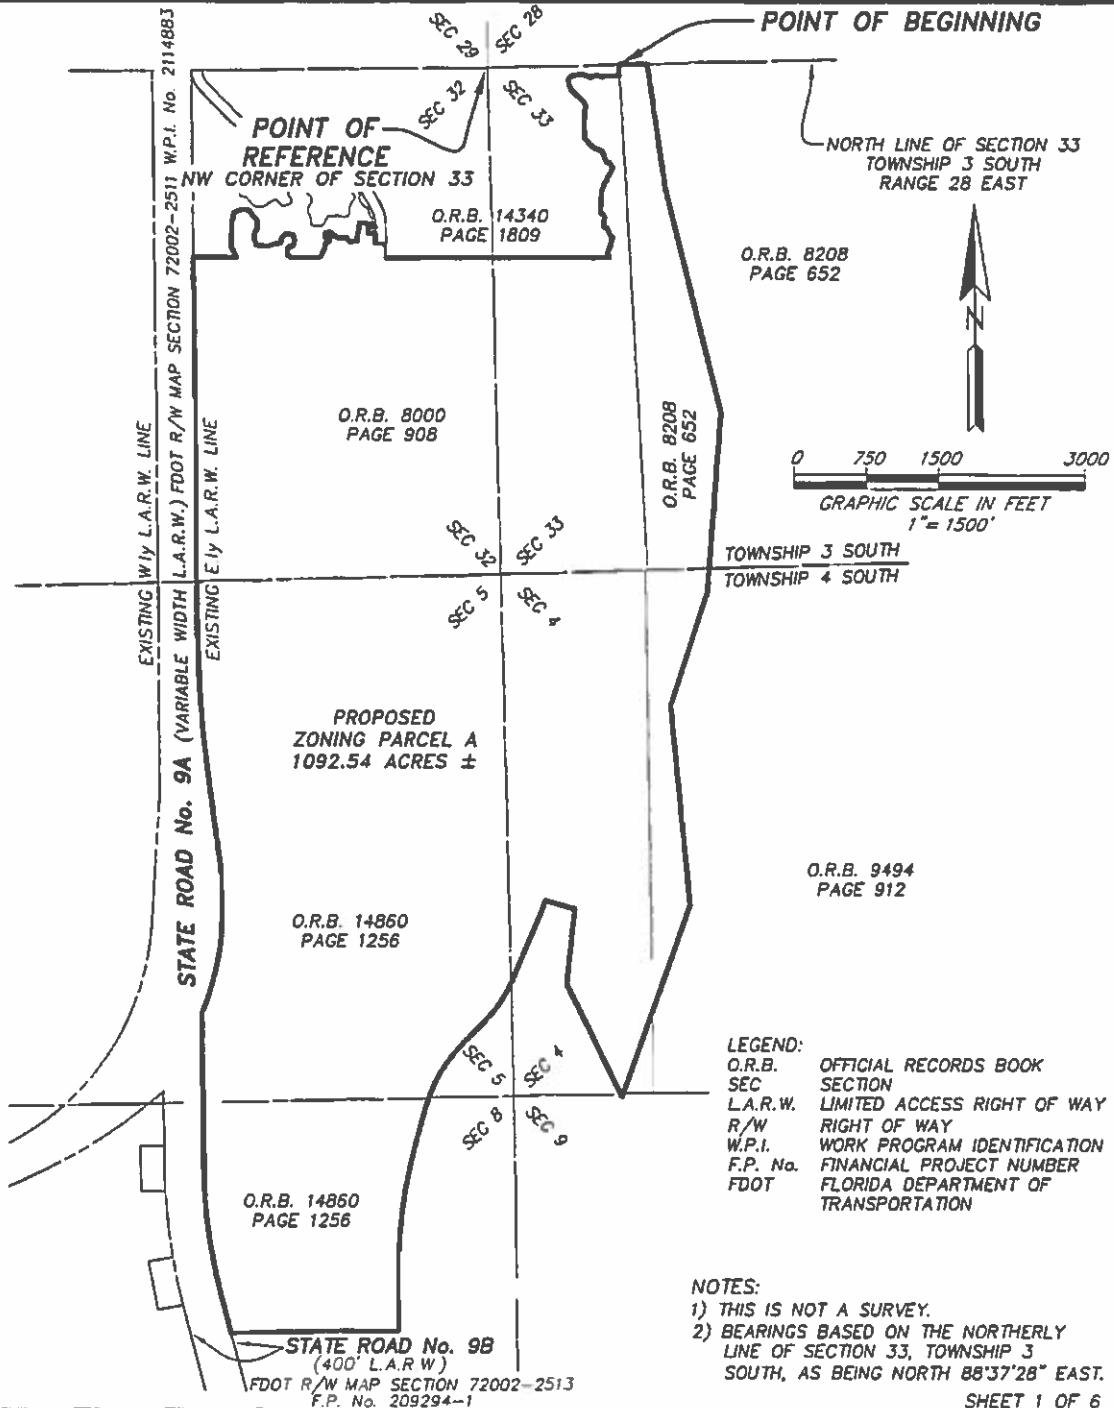 POINT OF BEGINNING
SEC 29
SEC 28
SEC 32
SEC 33
POINT OF
REFERENCE
NW CORNER OF SECTION 33
NORTH LINE OF SECTION 33
TOWNSHIP 3 SOUTH
RANGE 28 EAST
O.R.B. 14340
PAGE 1809
O.R.B. 8208
PAGE 652
N
O.R.B. 8000
PAGE 908
O.R.B. 8208
PAGE 652
0 750 1500 3000
GRAPHIC SCALE IN FEET
1"= 1500'
EXISTING Wly L.A.R.W. LINE
STATE ROAD No. 9A (VARIABLE WIDTH L.A.R.W.) FDOT R/W MAP SECTION 72002-2511 W.P.I. No. 2114883
EXISTING Ely L.A.R.W. LINE
SEC 32
SEC 33
SEC 5
SEC 4
TOWNSHIP 3 SOUTH
TOWNSHIP 4 SOUTH
PROPOSED
ZONING PARCEL A
1092.54 ACRES ±
O.R.B. 9494
PAGE 912
O.R.B. 14860
PAGE 1256
SEC 5
SEC 4
SEC 8
SEC 9
LEGEND:
O.R.B. OFFICIAL RECORDS BOOK
SEC SECTION
L.A.R.W. LIMITED ACCESS RIGHT OF WAY
R/W RIGHT OF WAY
W.P.I. WORK PROGRAM IDENTIFICATION
F.P. No. FINANCIAL PROJECT NUMBER
FDOT FLORIDA DEPARTMENT OF
TRANSPORTATION
O.R.B. 14860
PAGE 1256
NOTES:
1) THIS IS NOT A SURVEY.
2) BEARINGS BASED ON THE NORTHERLY
LINE OF SECTION 33, TOWNSHIP 3
SOUTH, AS BEING NORTH 88°37'28" EAST.
STATE ROAD No. 9B
(400' L.A.R W)
FDOT R/W MAP SECTION 72002-2513
F.P. No. 209294-1
SHEET 1 OF 6